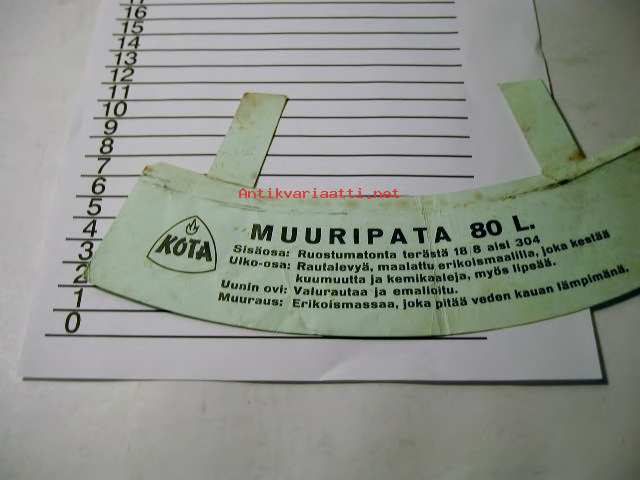 17
16
15
14
13
12
11
10
9
8
7
6
5
4
3
2
1
0
Antikvariaatti.net
KOTA
MUURIPATA 80 L.
Sisäosa: Ruostumatonta terästä 18/8 aisi 304
Ulko-osa: Rautalevyä, maalattu erikoismaalilla, joka kestää
kuumuutta ja kemikaaleja, myös lipeää.
Uunin ovi: Valurautaa ja emalioitu.
Muuraus: Erikoismassaa, joka pitää veden kauan lämpimänä.